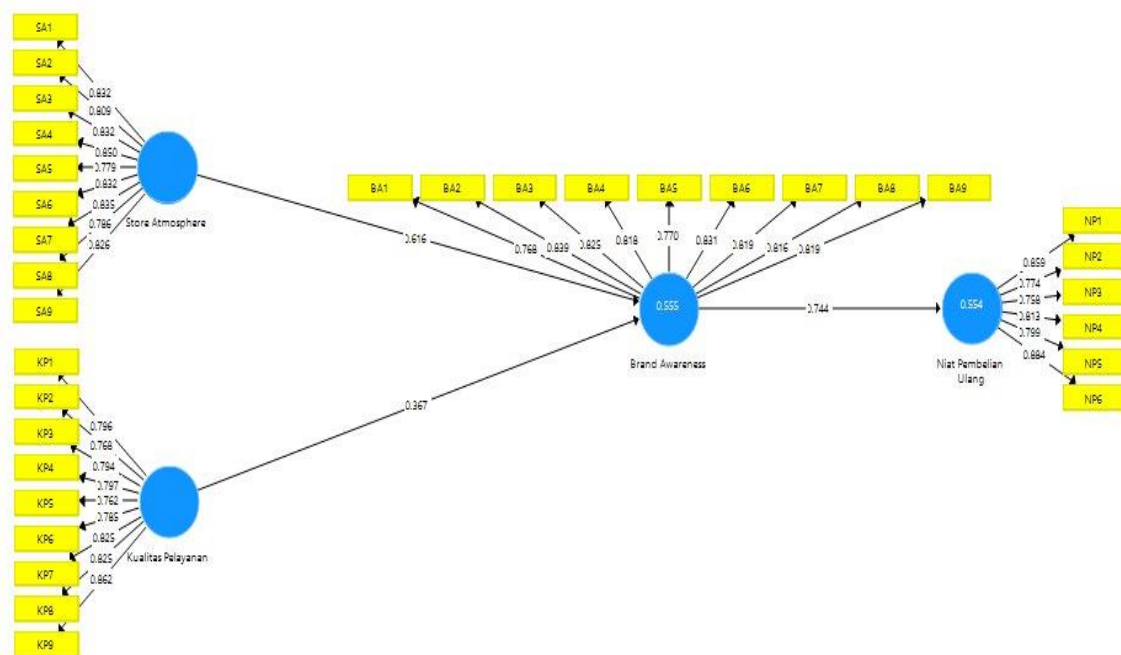 SA1
SA2
SA3
SA4
SA5
SA6
SA7
SA8
SA9
0.832
0.809
0.832
0.850
0.779
0.832
0.835
0.786
0.826
Store Atmosphere
0.616
KP1
KP2
KP3
KP4
KP5
KP6
KP7
KP8
KP9
0.796
0.768
0.794
0.797
0.762
0.785
0.825
0.825
0.862
Kualitas Pelayanan
0.367
BA1 BA2 BA3 BA4 BA5 BA6 BA7 BA8 BA9
0.768
0.839
0.825
0.818
0.770
0.831
0.819
0.816
0.819
0.555
Brand Awareness
0.744
0.554
Niat Pembelian
Ulang
0.859
0.774
0.758
0.813
0.799
0.884
NP1
NP2
NP3
NP4
NP5
NP6